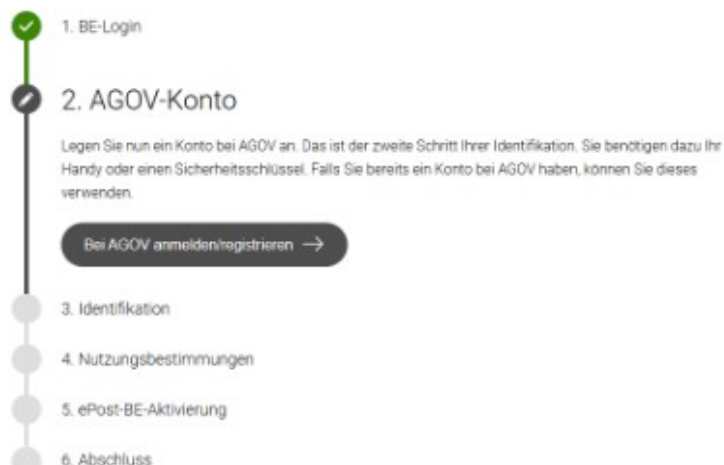 1. BE-Login
2. AGOV-Konto
Legen Sie nun ein Konto bei AGOV an. Das ist der zweite Schritt Ihrer Identifikation. Sie benötigen dazu Ihr
Handy oder einen Sicherheitsschlüssel. Falls Sie bereits ein Konto bei AGOV haben, können Sie dieses
verwenden.
Bei AGOV anmelden/registrieren →
3. Identifikation
4. Nutzungsbestimmungen
5. ePost-BE-Aktivierung
6. Abschluss